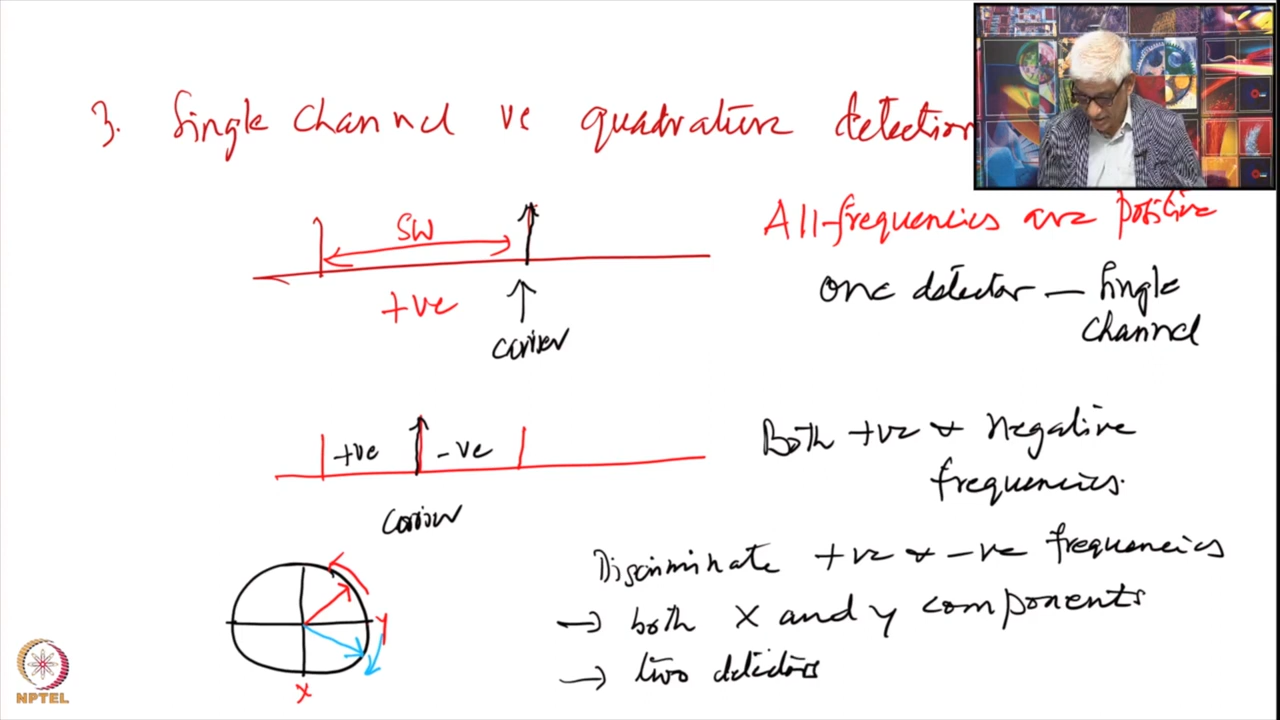 3. Single channel vs quadrature detection
SW
+ve
carrier
All frequencies are positive
one detector — Single
channel
+ve -ve
carrier
Both +ve & Negative
frequencies.
Discriminate +ve & -ve frequencies
→ both X and y components
→ two detectors
y
x
NPTEL